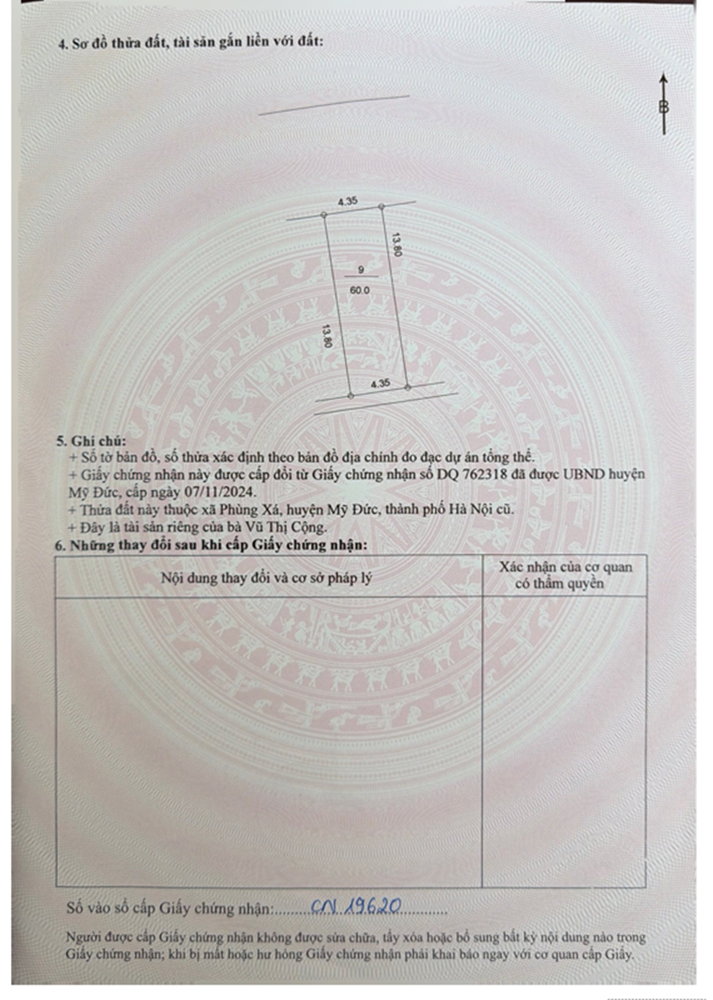 4. Sơ đồ thửa đất, tài sản gắn liền với đất:
B
4.35
13.80
9
60.0
13.80
4.35
5. Ghi chú:
+ Số tờ bản đồ, số thửa xác định theo bản đồ địa chính đo đạc dự án tổng thể.
+ Giấy chứng nhận này được cấp đổi từ Giấy chứng nhận số DQ 762318 đã được UBND huyện
Mỹ Đức, cấp ngày 07/11/2024.
+ Thửa đất này thuộc xã Phùng Xá, huyện Mỹ Đức, thành phố Hà Nội cũ.
+ Đây là tài sản riêng của bà Vũ Thị Cộng.
6. Những thay đổi sau khi cấp Giấy chứng nhận:
Nội dung thay đổi và cơ sở pháp lý
Xác nhận của cơ quan
có thẩm quyền
Số vào sổ cấp Giấy chứng nhận:......CN 19620............
Người được cấp Giấy chứng nhận không được sửa chữa, tẩy xóa hoặc bổ sung bất kỳ nội dung nào trong
Giấy chứng nhận; khi bị mất hoặc hư hỏng Giấy chứng nhận phải khai báo ngay với cơ quan cấp Giấy.